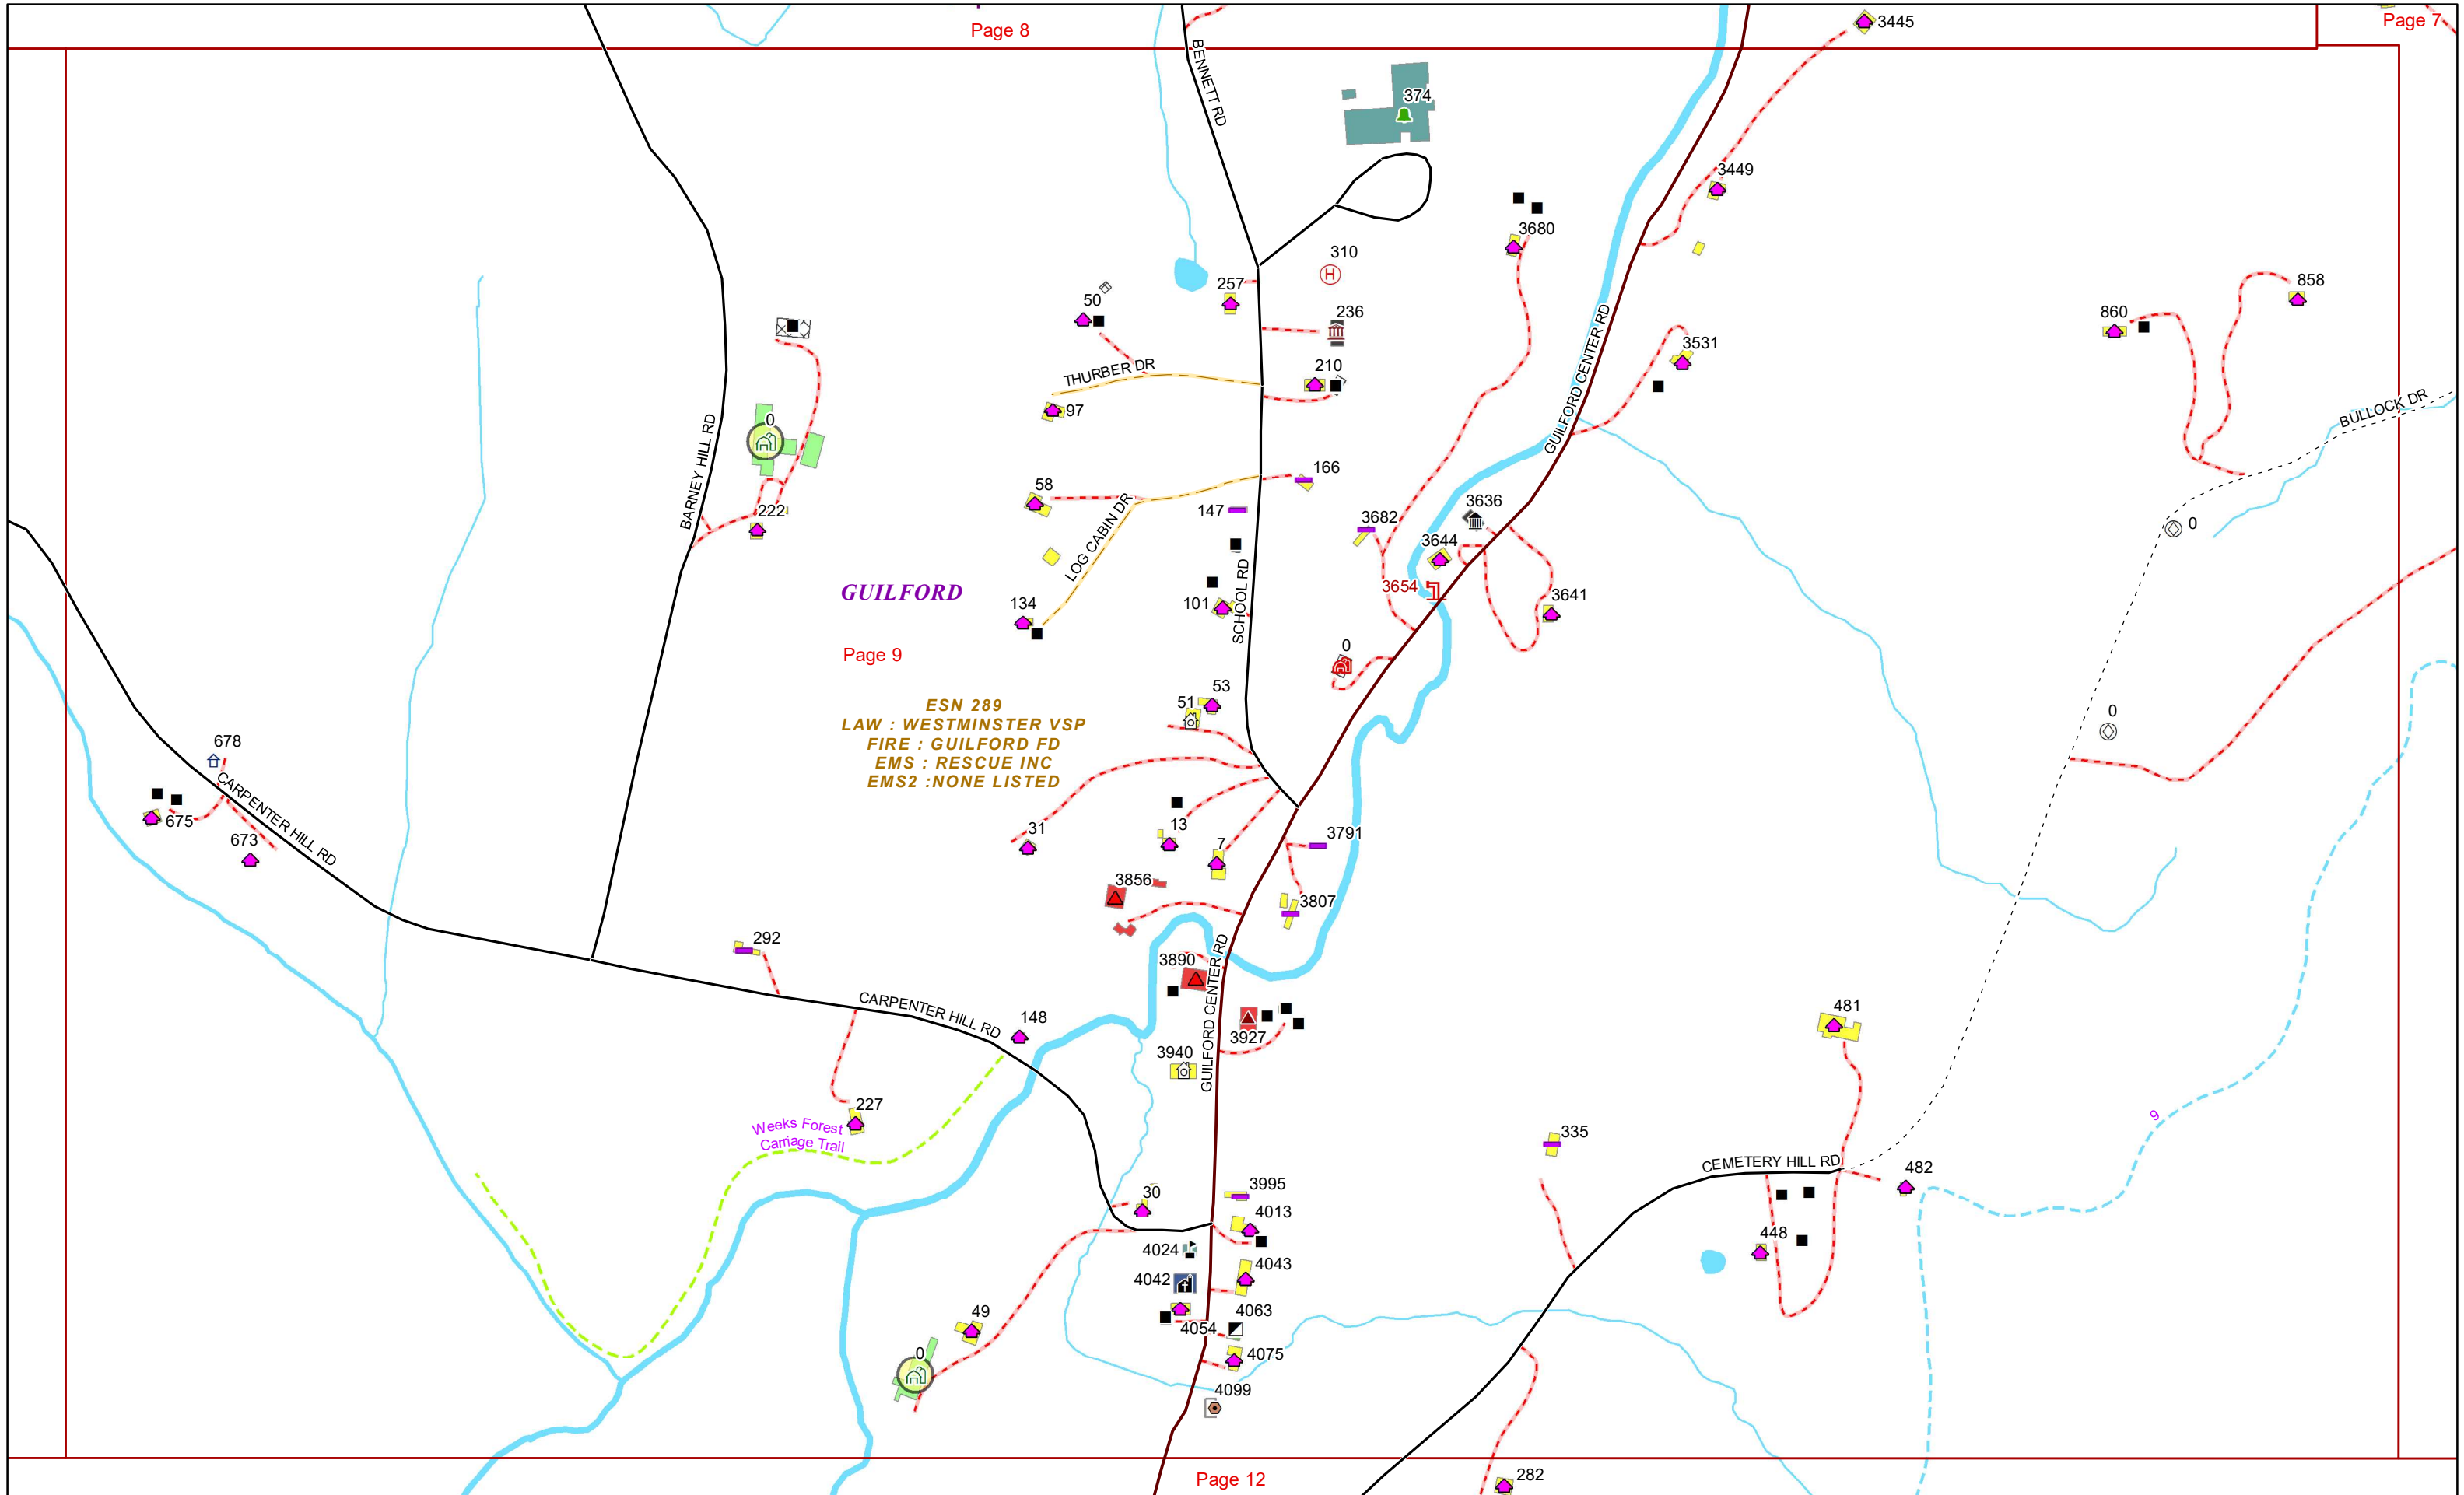 Page 8
Page 7
3445
BENNETT RD
374
3449
3680
310
257
236
50
858
860
3531
THURBER DR
210
97
GUILFORD CENTER RD
BULLOCK DR
0
BARNEY HILL RD
58
166
147
3636
3682
3644
0
222
LOG CABIN DR
GUILFORD
3654
3641
134
101
SCHOOL RD
Page 9
0
53
51
ESN 289
LAW : WESTMINSTER VSP
FIRE : GUILFORD FD
EMS : RESCUE INC
EMS2 :NONE LISTED
0
678
CARPENTER HILL RD
675
673
31
13
7
3791
3856
3807
292
3890
GUILFORD CENTER RD
CARPENTER HILL RD
148
3927
481
3940
227
Weeks Forest
Carriage Trail
9
335
CEMETERY HILL RD
482
30
3995
4013
448
4024
4043
4042
4063
4054
49
0
4075
4099
Page 12
282